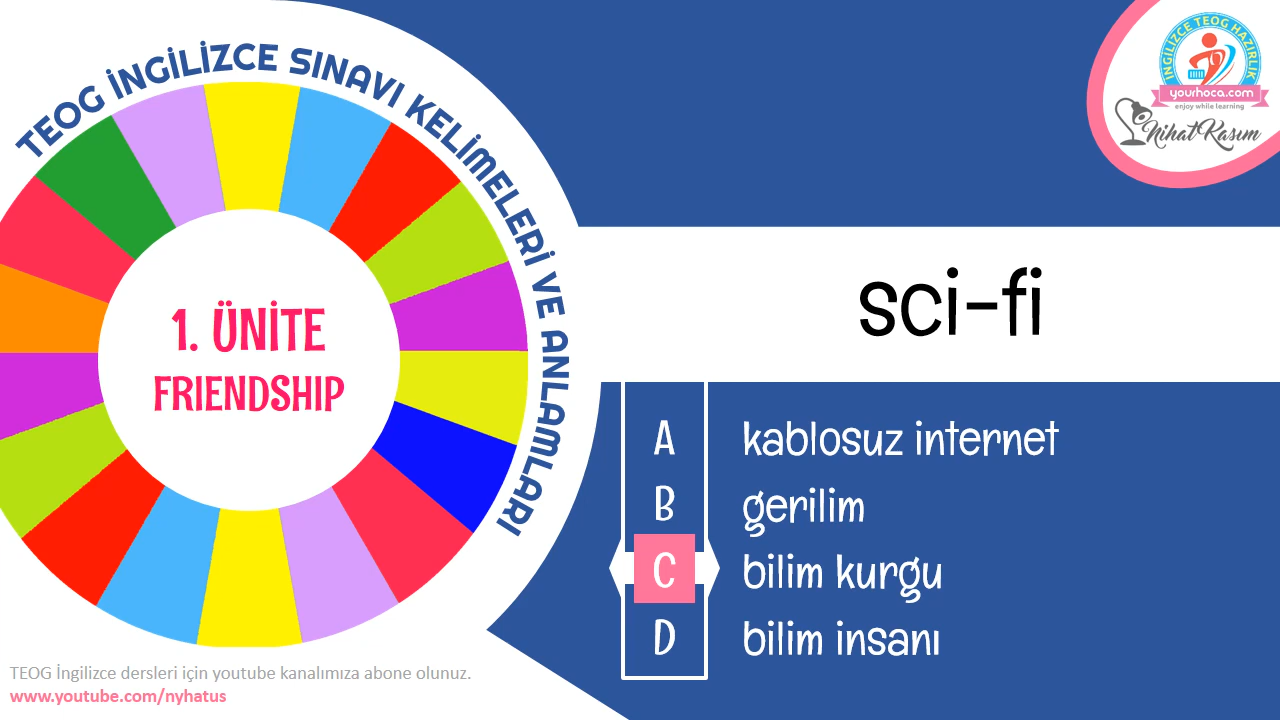 TEOG İNGİLİZCE SINAVI KELİMELERİ VE ANLAMLARI
İNGİLİZCE TEOG HAZIRLIK
yourhoca.com
enjoy while learning
Nihat Kasım
1. ÜNİTE
FRIENDSHIP
sci-fi
A kablosuz internet
B gerilim
C bilim kurgu
D bilim insanı
TEOG İngilizce dersleri için youtube kanalımıza abone olunuz.
www.youtube.com/nyhatus